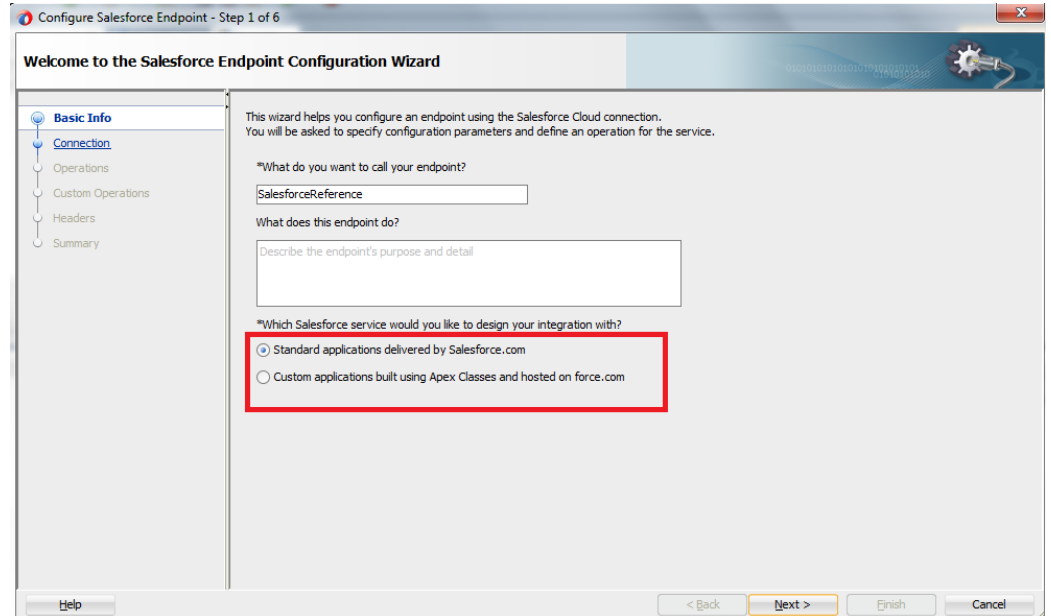 Configure Salesforce Endpoint - Step 1 of 6
Welcome to the Salesforce Endpoint Configuration Wizard
Basic Info
Connection
Operations
Custom Operations
Headers
Summary
This wizard helps you configure an endpoint using the Salesforce Cloud connection.
You will be asked to specify configuration parameters and define an operation for the service.
*What do you want to call your endpoint?
SalesforceReference
What does this endpoint do?
Describe the endpoint's purpose and detail
*Which Salesforce service would you like to design your integration with?
Standard applications delivered by Salesforce.com
Custom applications built using Apex Classes and hosted on force.com
Help
< Back
Next >
Finish
Cancel